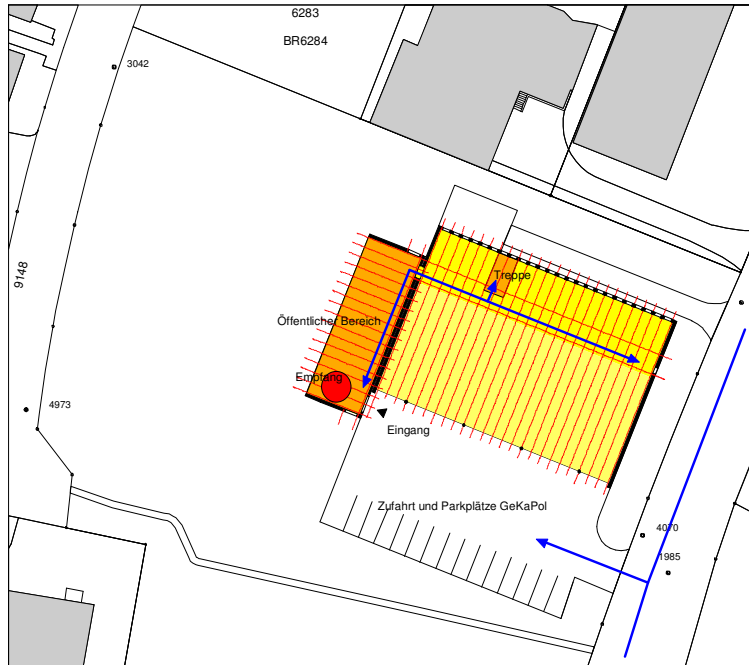 6283
BR6284
3042
9148
Treppe
Öffentlicher Bereich
Empfang
4973
Eingang
Zufahrt und Parkplätze GeKaPol
4070
1985